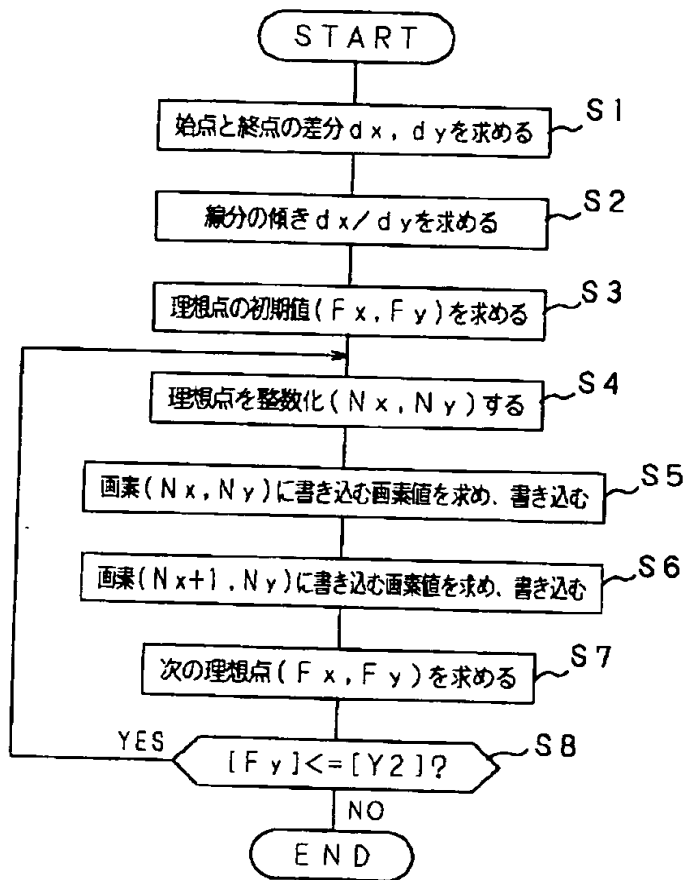 START
始点と終点の差分dx,dyを求める
S1
線分の傾きdx/dyを求める
S2
理想点の初期値(Fx,Fy)を求める
S3
理想点を整数化(Nx,Ny)する
S4
画素(Nx,Ny)に書き込む画素値を求め、書き込む
S5
画素(Nx+1,Ny)に書き込む画素値を求め、書き込む
S6
次の理想点(Fx,Fy)を求める
S7
YES
[Fy]<=[Y2]?
S8
NO
END